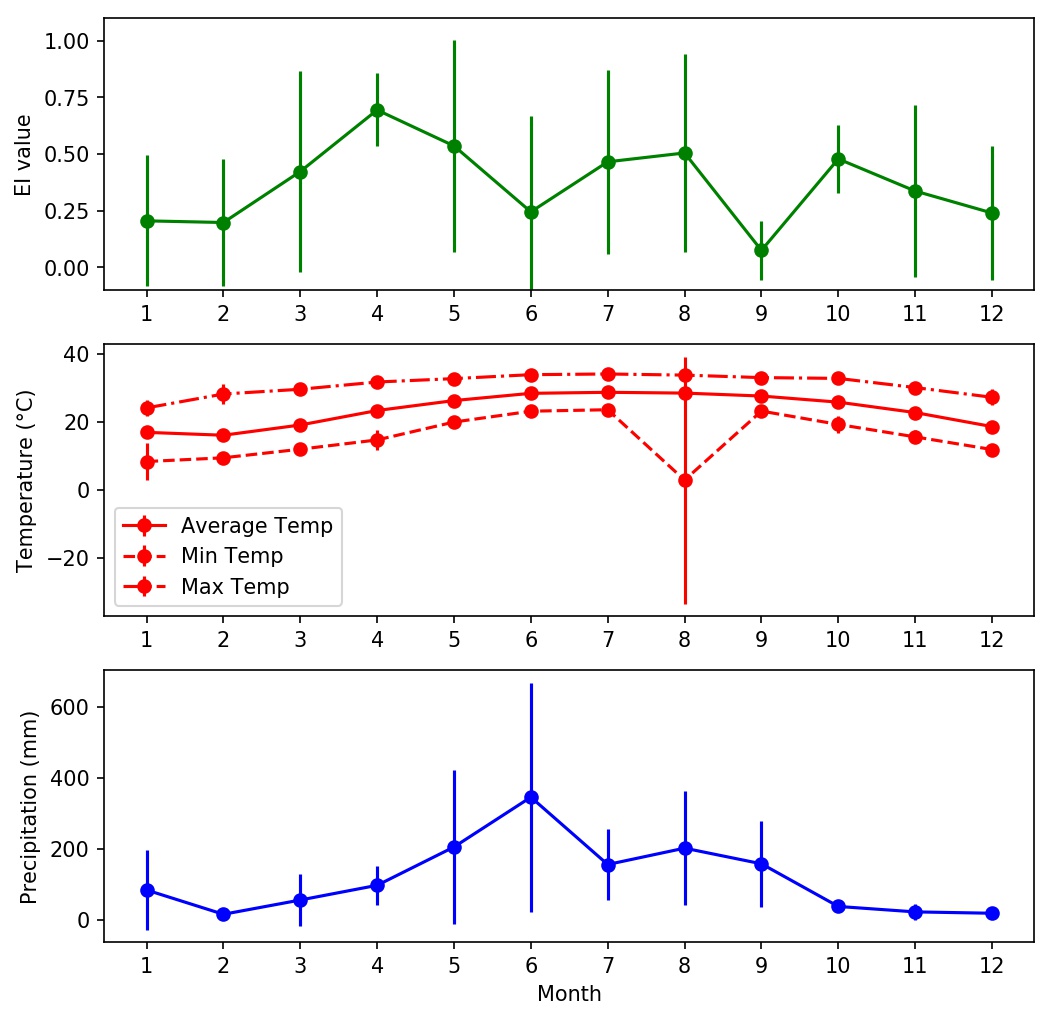 EI value
1.00
0.75
0.50
0.25
0.00
1 2 3 4 5 6 7 8 9 10 11 12
Temperature (°C)
40
20
0
−20
Average Temp
Min Temp
Max Temp
1 2 3 4 5 6 7 8 9 10 11 12
Precipitation (mm)
600
400
200
0
1 2 3 4 5 6 7 8 9 10 11 12
Month